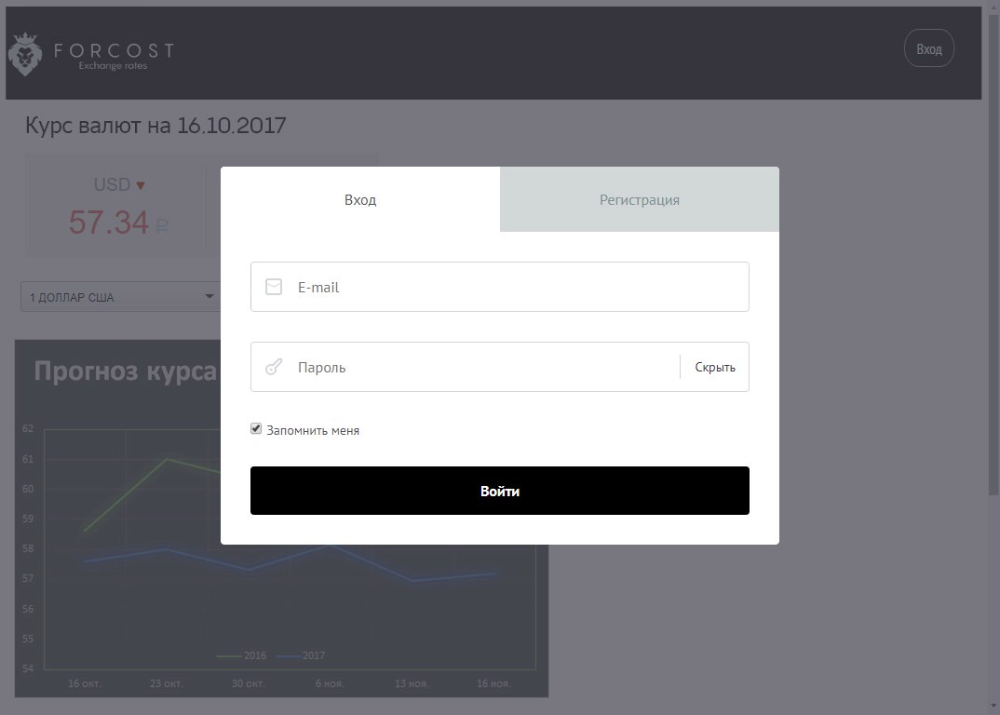 FORCOST
Exchange rates
Вход
Курс валют на 16.10.2017
USD
57.34 ₽
1 ДОЛЛАР США
Вход
Регистрация
E-mail
Пароль
Скрыть
Запомнить меня
Войти
Прогноз курса
62
61
60
59
58
57
56
55
54
2016
2017
16 окт.
23 окт.
30 окт.
6 ноя.
13 ноя.
16 ноя.